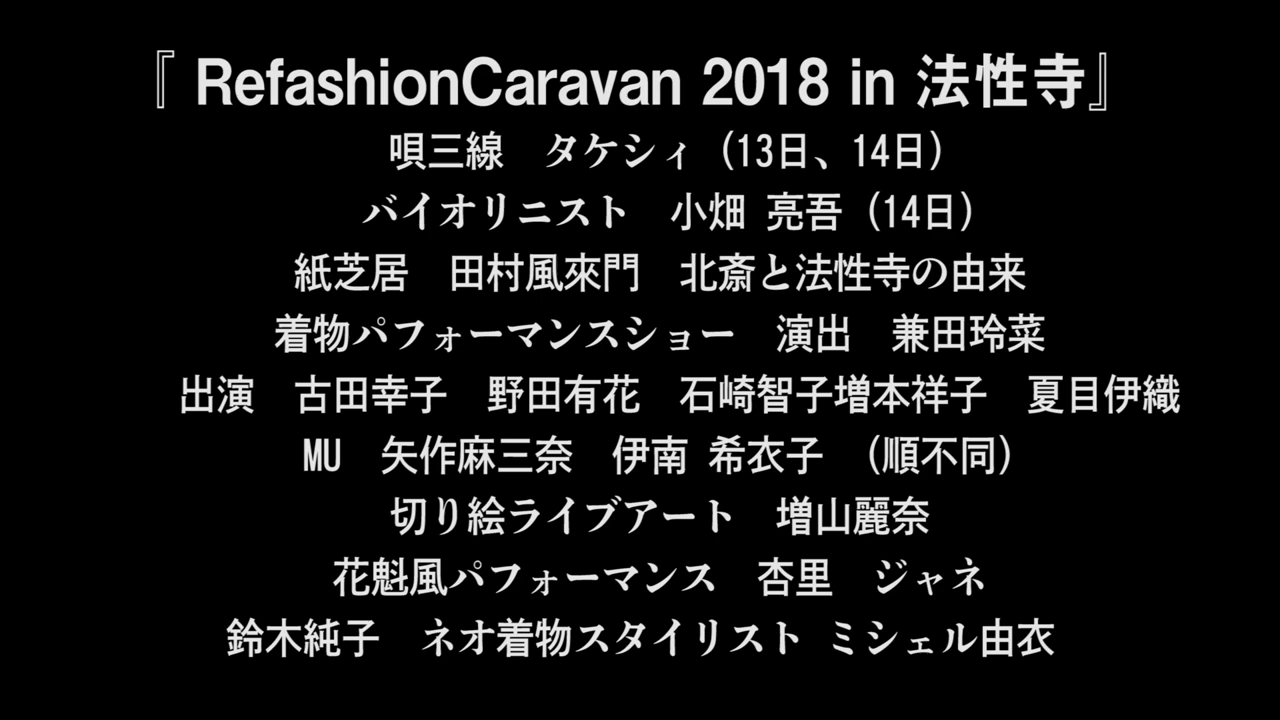 『 RefashionCaravan 2018 in 法性寺』
唄三線　タケシィ（13日、14日）
バイオリニスト　小畑 亮吾（14日）
紙芝居　田村風來門　北斎と法性寺の由来
着物パフォーマンスショー　演出　兼田玲菜
出演　古田幸子　野田有花　石崎智子増本祥子　夏目伊織
MU　矢作麻三奈　伊南 希衣子　（順不同）
切り絵ライブアート　増山麗奈
花魁風パフォーマンス　杏里　ジャネ
鈴木純子　ネオ着物スタイリスト ミシェル由衣